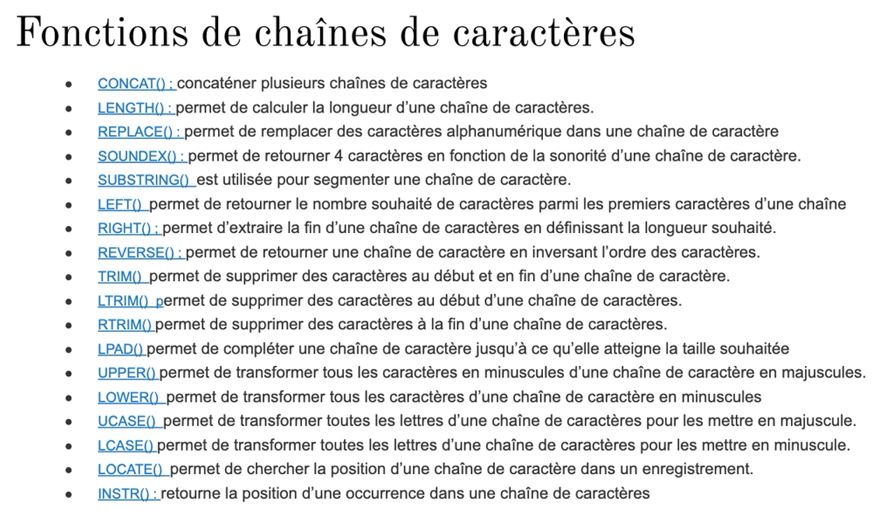 Fonctions de chaînes de caractères
● CONCAT() : concaténer plusieurs chaînes de caractères
● LENGTH() : permet de calculer la longueur d’une chaîne de caractères.
● REPLACE() : permet de remplacer des caractères alphanumérique dans une chaîne de caractère
● SOUNDEX() : permet de retourner 4 caractères en fonction de la sonorité d’une chaîne de caractère.
● SUBSTRING() est utilisée pour segmenter une chaîne de caractère.
● LEFT() permet de retourner le nombre souhaité de caractères parmi les premiers caractères d’une chaîne
● RIGHT() : permet d’extraire la fin d’une chaîne de caractères en définissant la longueur souhaité.
● REVERSE() : permet de retourner une chaîne de caractère en inversant l’ordre des caractères.
● TRIM() permet de supprimer des caractères au début et en fin d’une chaîne de caractère.
● LTRIM() permet de supprimer des caractères au début d’une chaîne de caractères.
● RTRIM() permet de supprimer des caractères à la fin d’une chaîne de caractères.
● LPAD() permet de compléter une chaîne de caractère jusqu’à ce qu’elle atteigne la taille souhaitée
● UPPER() permet de transformer tous les caractères en minuscules d’une chaîne de caractère en majuscules.
● LOWER() permet de transformer tous les caractères d’une chaîne de caractère en minuscules
● UCASE() permet de transformer toutes les lettres d’une chaîne de caractères pour les mettre en majuscule.
● LCASE() permet de transformer toutes les lettres d’une chaîne de caractères pour les mettre en minuscule.
● LOCATE() permet de chercher la position d’une chaîne de caractère dans un enregistrement.
● INSTR() : retourne la position d’une occurrence dans une chaîne de caractères